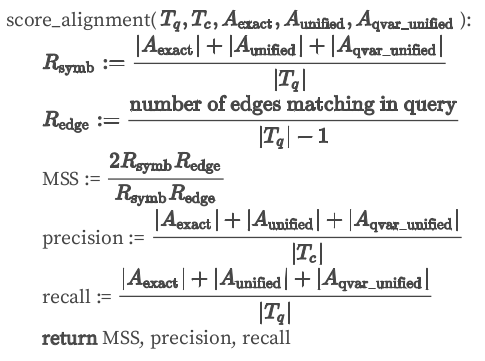 score_alignment( T_q, T_c, A_exact, A_unified, A_qvar_unified ):
R_symb := (|A_exact| + |A_unified| + |A_qvar_unified|) / |T_q|
R_edge := number of edges matching in query / (|T_q| − 1)
MSS := 2R_symb R_edge / R_symb R_edge
precision := (|A_exact| + |A_unified| + |A_qvar_unified|) / |T_c|
recall := (|A_exact| + |A_unified| + |A_qvar_unified|) / |T_q|
return MSS, precision, recall